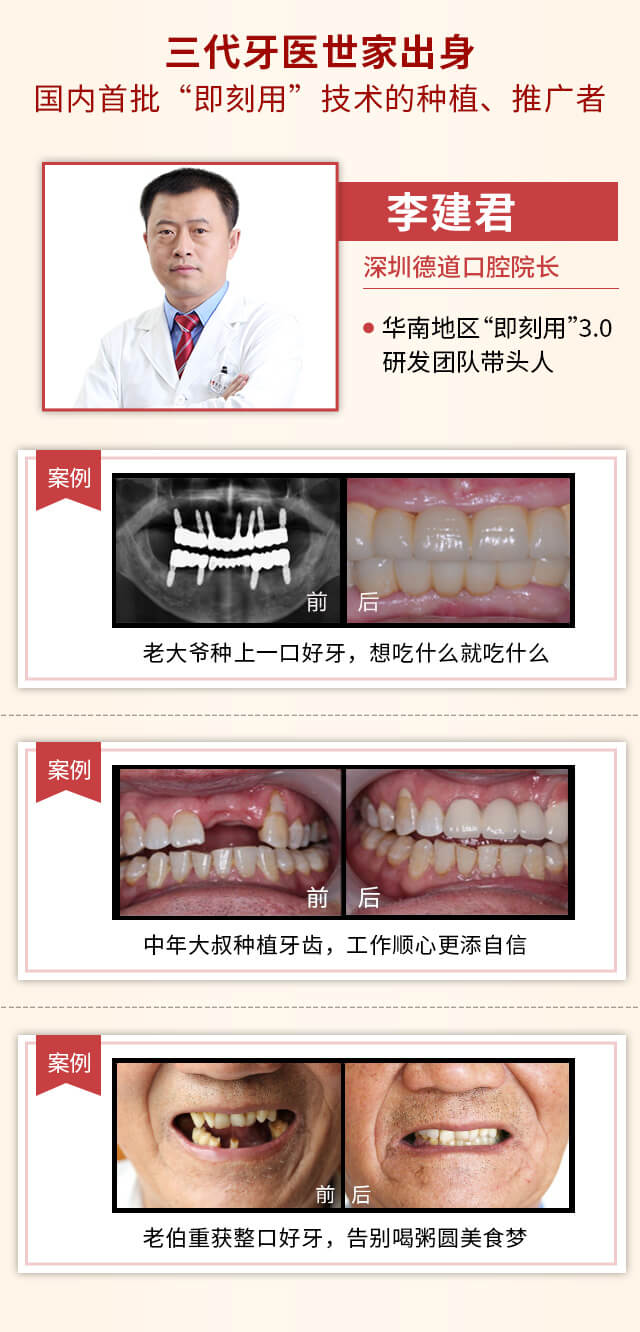 三代牙医世家出身
国内首批“即刻用”技术的种植、推广者
李建君
深圳德道口腔院长
华南地区“即刻用”3.0
研发团队带头人
案例
前 后
老大爷种上一口好牙，想吃什么就吃什么
案例
前 后
中年大叔种植牙齿，工作顺心更添自信
案例
前 后
老伯重获整口好牙，告别喝粥圆美食梦